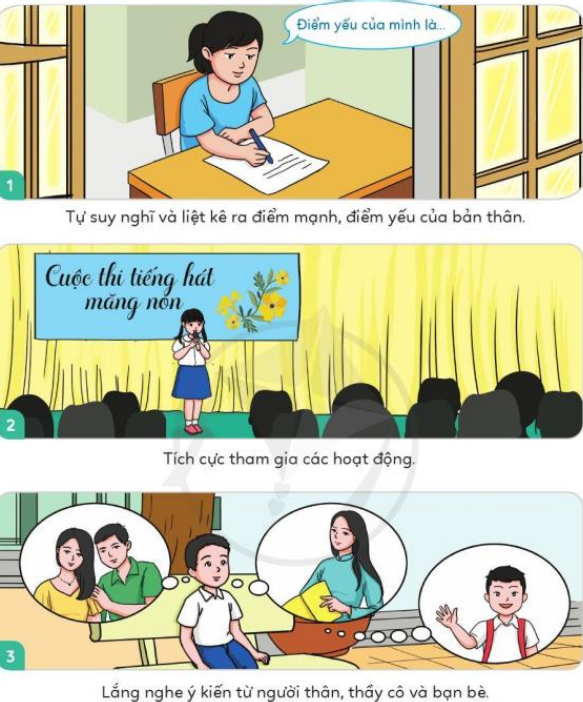 Điểm yếu của mình là...
1
Tự suy nghĩ và liệt kê ra điểm mạnh, điểm yếu của bản thân.
Cuộc thi tiếng hát
măng non
2
Tích cực tham gia các hoạt động.
3
Lắng nghe ý kiến từ người thân, thầy cô và bạn bè.